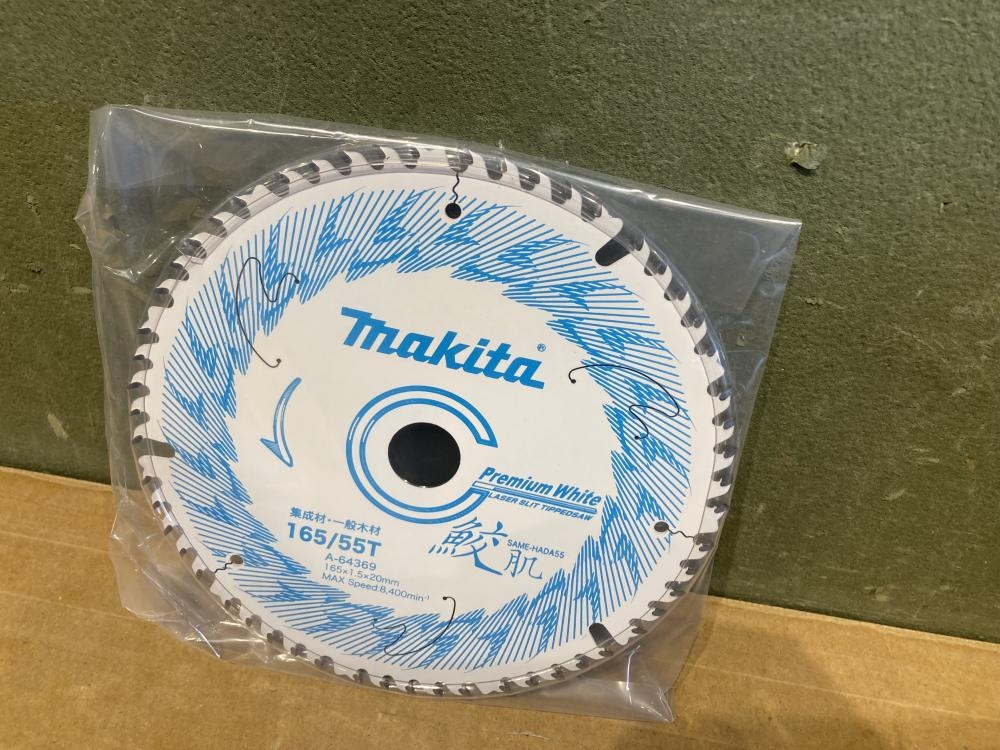 makita®
Premium White
LASER SLIT TIPPEDSAW
集成材・一般木材
165/55T
A-64369
165×1.5×20mm
MAX Speed:8,400min⁻¹
SAME-HADA55
鮫肌